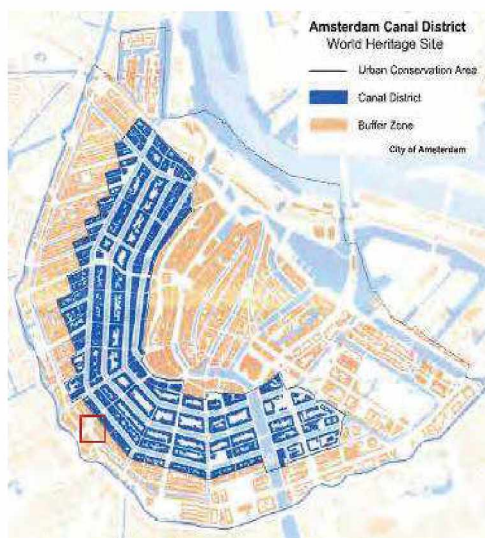 Amsterdam Canal District
World Heritage Site
Urban Conservation Area
Canal District
Buffer Zone
City of Amsterdam